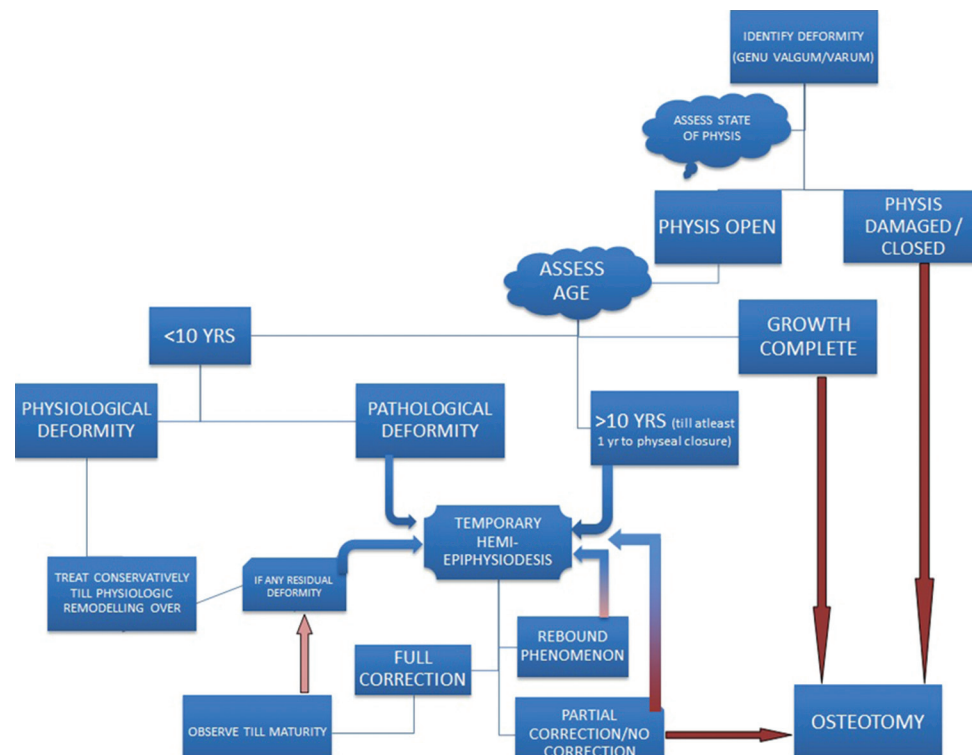 IDENTIFY DEFORMITY
(GENU VALGUM/VARUM)
ASSESS STATE
OF PHYSIS
PHYSIS OPEN
PHYSIS
DAMAGED /
CLOSED
ASSESS
AGE
<10 YRS
GROWTH
COMPLETE
PHYSIOLOGICAL
DEFORMITY
PATHOLOGICAL
DEFORMITY
>10 YRS (till atleast
1 yr to physeal closure)
TEMPORARY
HEMI-
EPIPHYSIODESIS
TREAT CONSERVATIVELY
TILL PHYSIOLOGIC
REMODELLING OVER
IF ANY RESIDUAL
DEFORMITY
REBOUND
PHENOMENON
FULL
CORRECTION
OBSERVE TILL MATURITY
PARTIAL
CORRECTION/NO
CORRECTION
OSTEOTOMY